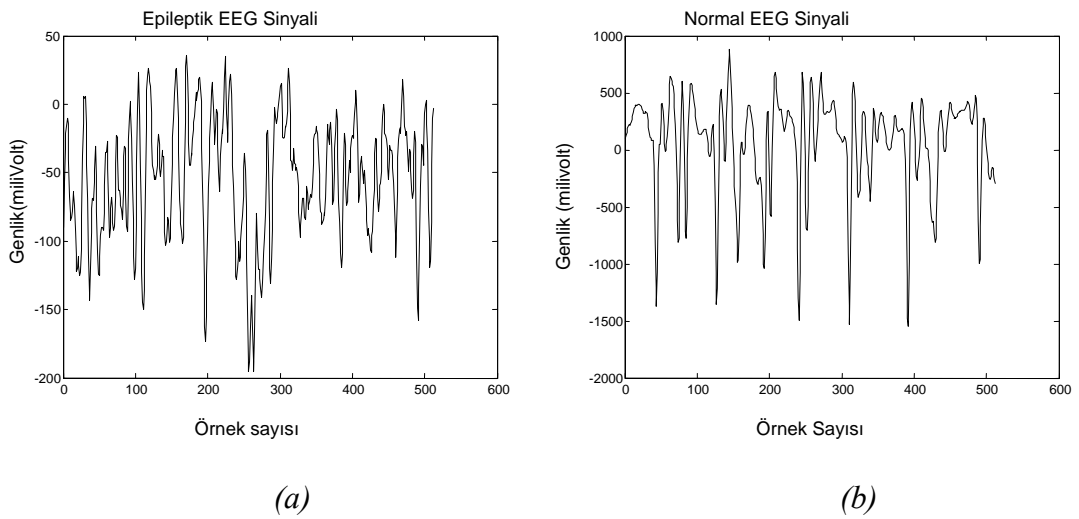 Epileptik EEG Sinyali
50
0
-50
-100
-150
-200
0 100 200 300 400 500 600
Genlik(miliVolt)
Örnek sayısı
(a)
Normal EEG Sinyali
1000
500
0
-500
-1000
-1500
-2000
0 100 200 300 400 500 600
Genlik (milivolt)
Örnek Sayısı
(b)